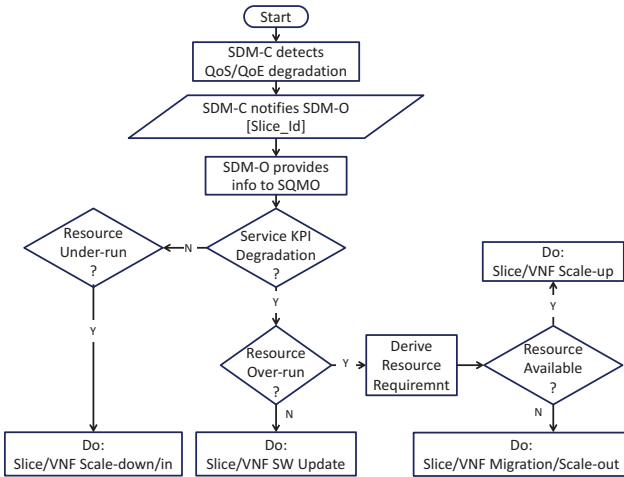 Start
SDM-C detects
QoS/QoE degradation
SDM-C notifies SDM-O
[Slice_Id]
SDM-O provides
info to SQMO
Resource
Under-run
?
N
Service KPI
Degradation
?
Do:
Slice/VNF Scale-up
Y
Y
Y
Resource
Over-run
?
Y
Derive
Resource
Requiremnt
Resource
Available
?
N
N
Do:
Slice/VNF Scale-down/in
Do:
Slice/VNF SW Update
Do:
Slice/VNF Migration/Scale-out